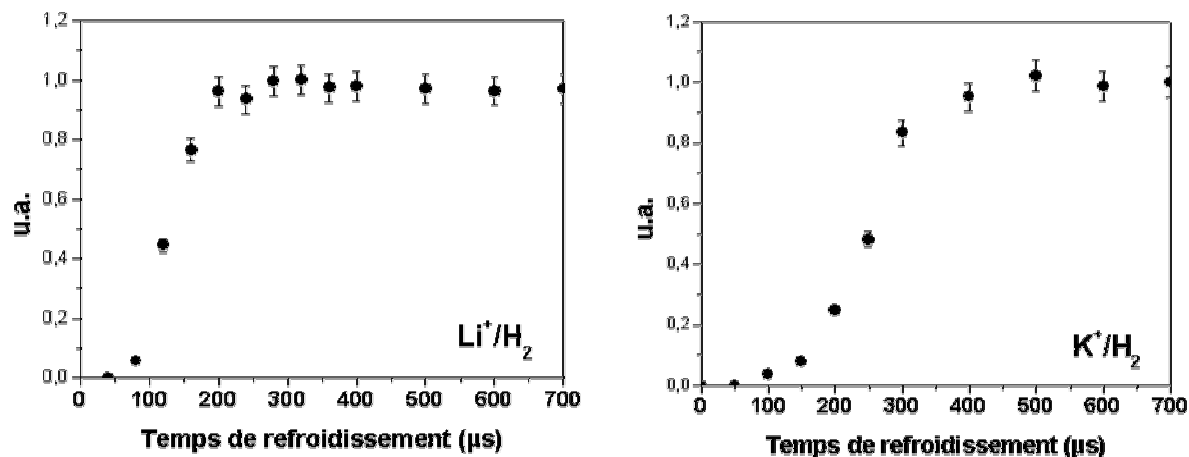 1,2
1,0
0,8
0,6
0,4
0,2
0,0
u.a.
Li⁺/H₂
0 100 200 300 400 500 600 700
Temps de refroidissement (µs)
1,2
1,0
0,8
0,6
0,4
0,2
0,0
u.a.
K⁺/H₂
0 100 200 300 400 500 600 700
Temps de refroidissement (µs)